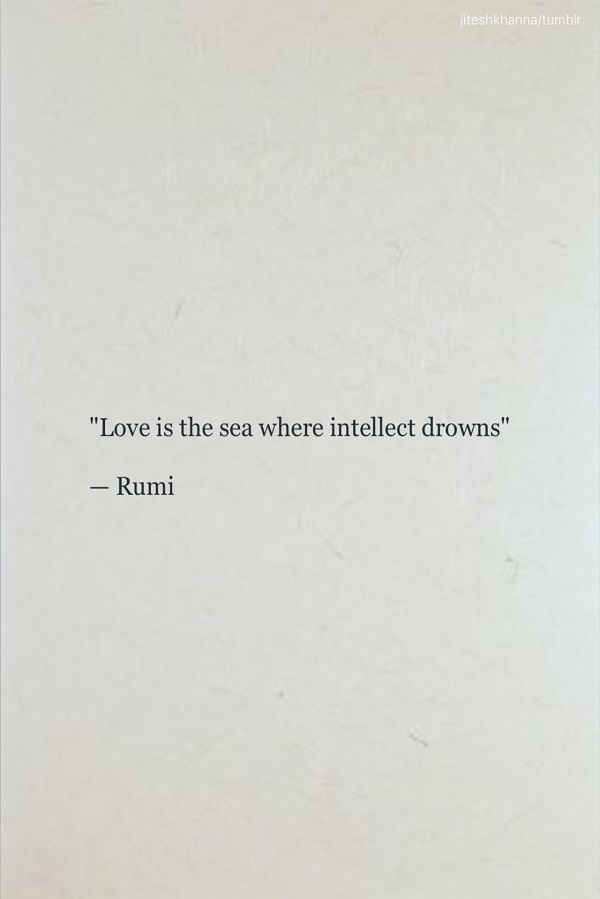 jiteshkhanna/tumblr
"Love is the sea where intellect drowns"
— Rumi